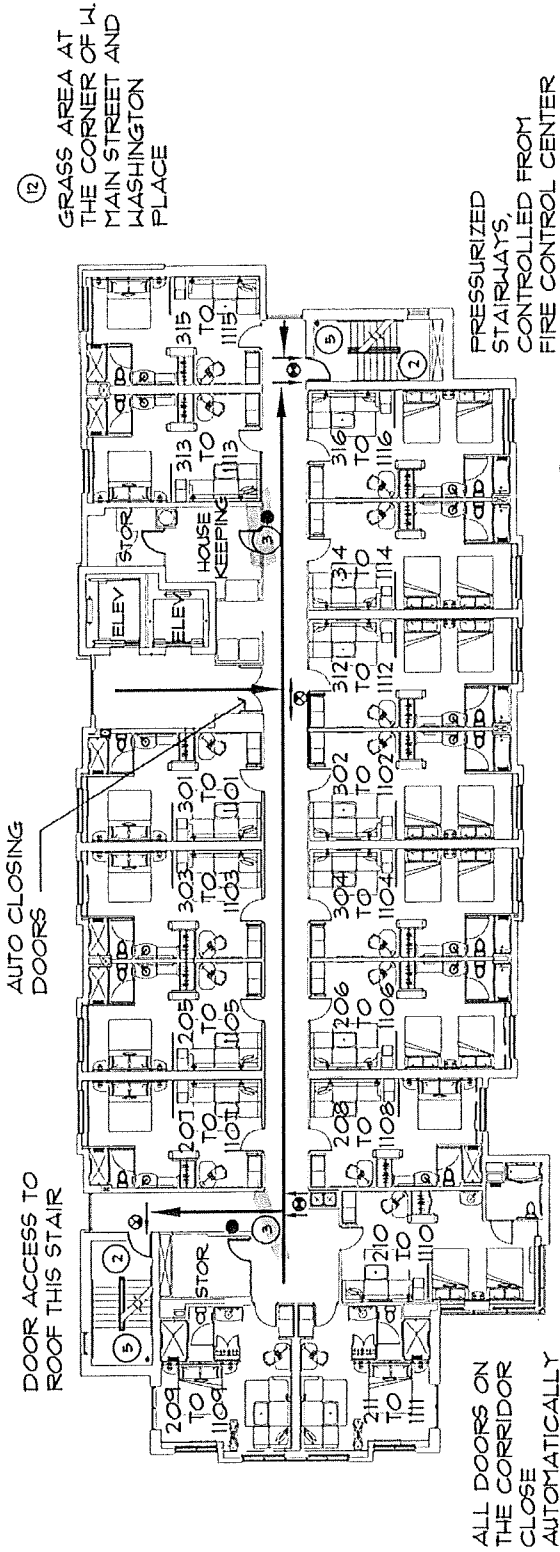 DOOR ACCESS TO
ROOF THIS STAIR
AUTO CLOSING
DOORS
12
GRASS AREA AT
THE CORNER OF W.
MAIN STREET AND
WASHINGTON
PLACE
5
2
STOR
3
209
TO
1109
207
TO
1107
205
TO
1105
303
TO
1103
301
TO
1101
ELEV
ELEV
STOR
HOUSE
KEEPING
3
313
TO
1113
315
TO
1115
211
TO
1111
210
TO
1110
208
TO
1108
206
TO
1106
304
TO
1104
302
TO
1102
312
TO
1112
314
TO
1114
316
TO
1116
5
2
ALL DOORS ON
THE CORRIDOR
CLOSE
AUTOMATICALLY
PRESSURIZED
STAIRWAYS,
CONTROLLED FROM
FIRE CONTROL CENTER